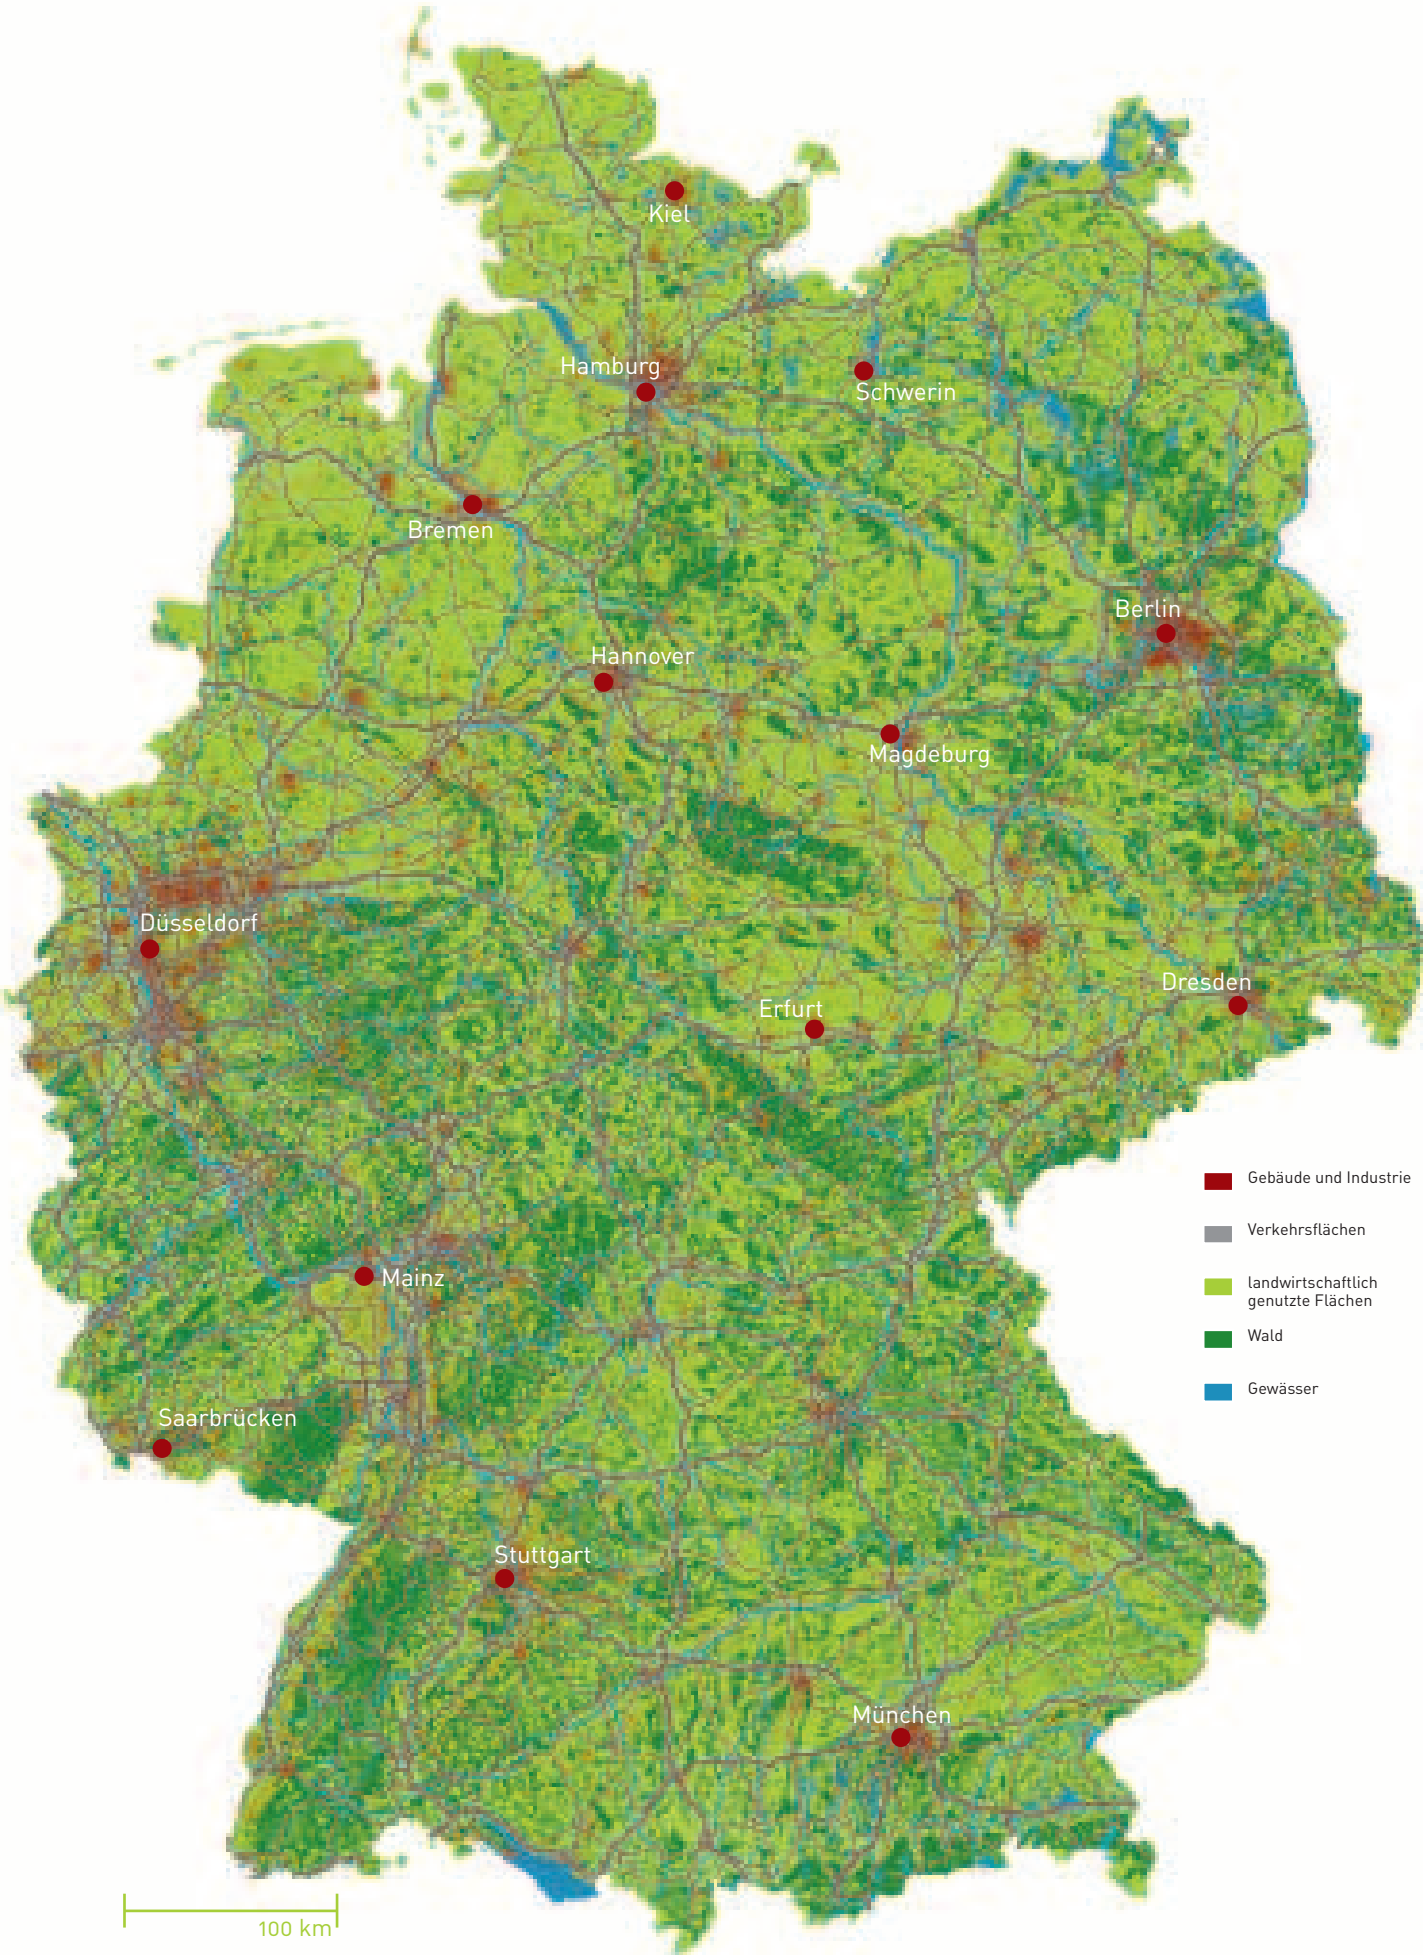 Kiel
Hamburg
Schwerin
Bremen
Berlin
Hannover
Magdeburg
Düsseldorf
Dresden
Erfurt
Gebäude und Industrie
Verkehrsflächen
landwirtschaftlich
genutzte Flächen
Wald
Gewässer
Mainz
Saarbrücken
Stuttgart
München
100 km